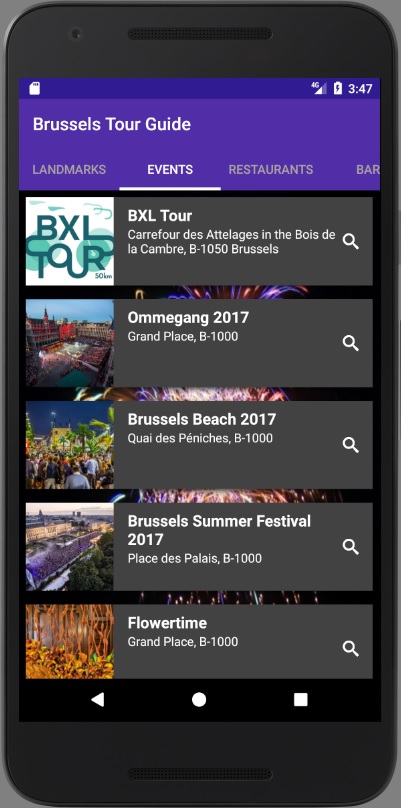 4G 3:47
Brussels Tour Guide
LANDMARKS EVENTS RESTAURANTS BAR
BXL
TOUR
50km
BXL Tour
Carrefour des Attelages in the Bois de
la Cambre, B-1050 Brussels
Ommegang 2017
Grand Place, B-1000
Brussels Beach 2017
Quai des Péniches, B-1000
Brussels Summer Festival
2017
Place des Palais, B-1000
Flowertime
Grand Place, B-1000